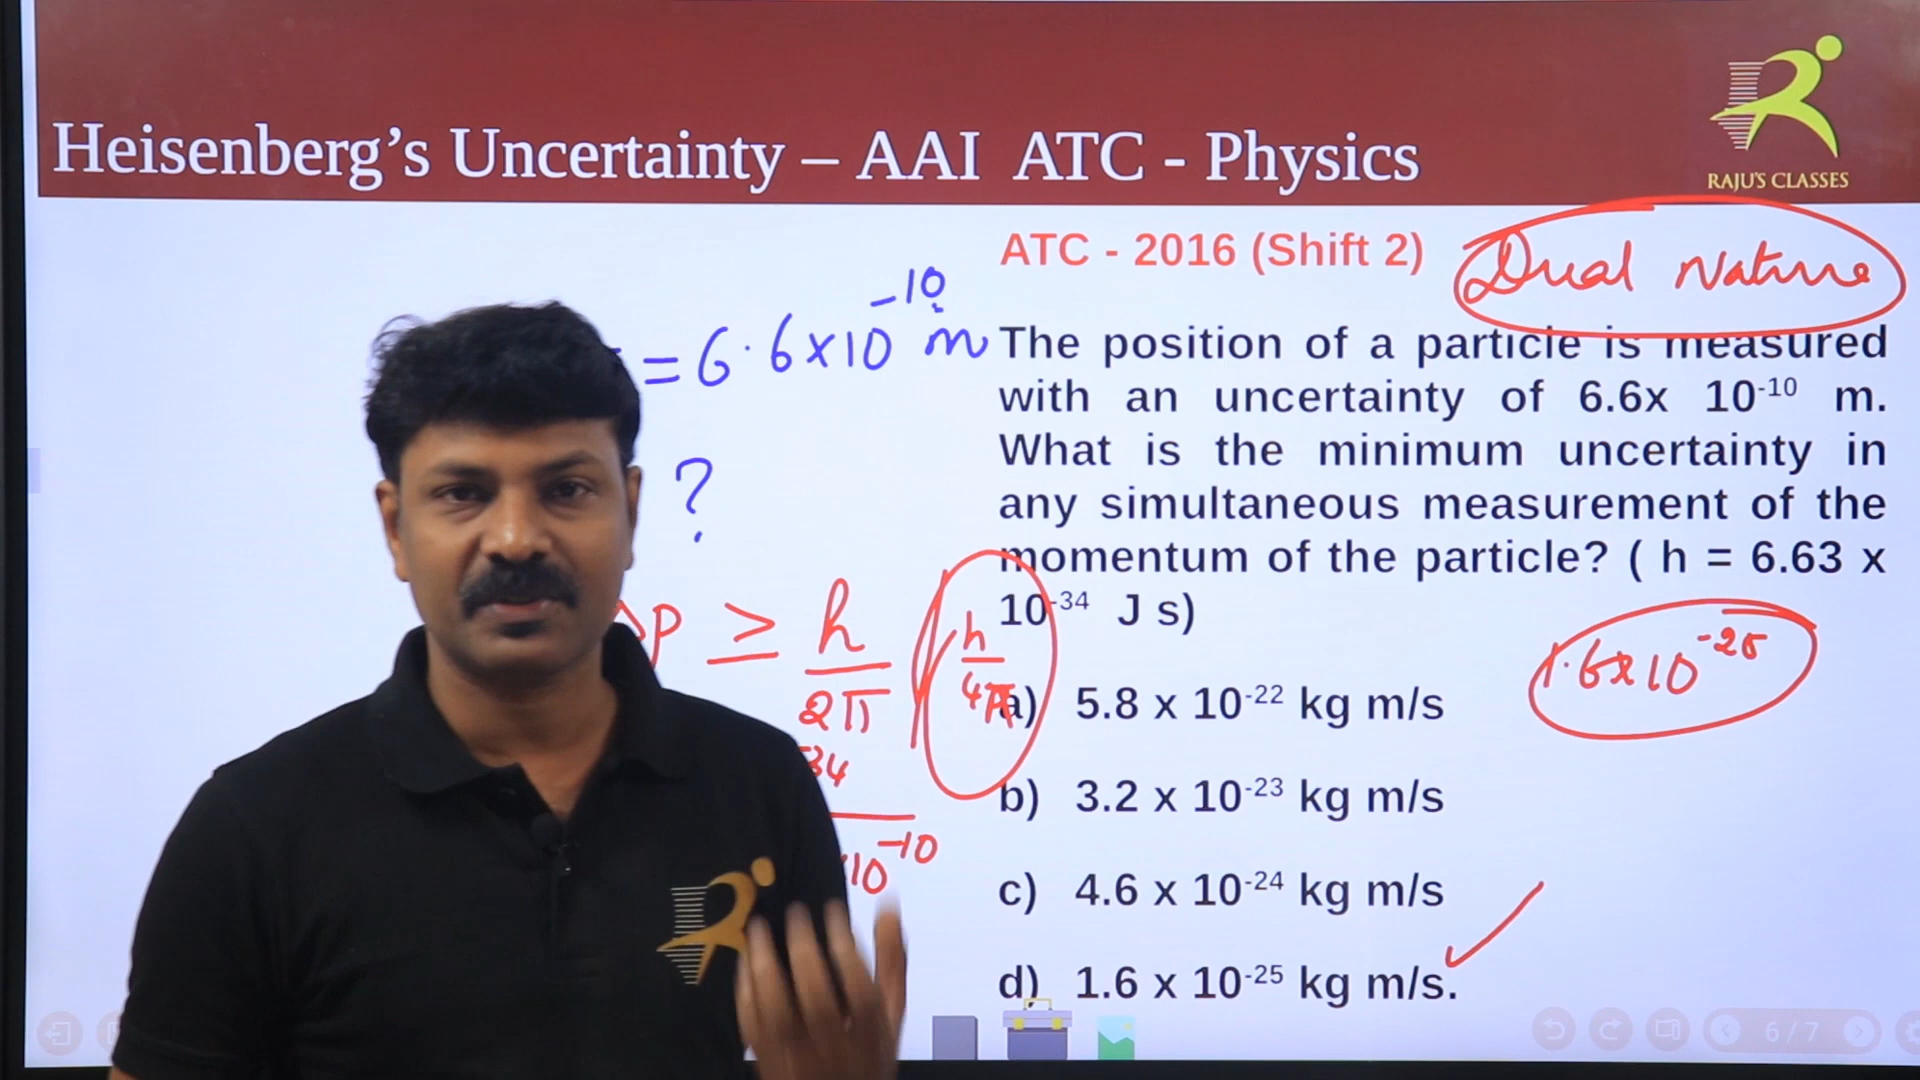 Heisenberg's Uncertainty – AAI ATC - Physics
RAJU'S CLASSES
ATC - 2016 (Shift 2)
Dual Nature
= 6.6x10⁻¹⁰ m
The position of a particle is measured
with an uncertainty of 6.6x 10⁻¹⁰ m.
What is the minimum uncertainty in
any simultaneous measurement of the
momentum of the particle? ( h = 6.63 x
10⁻³⁴ J s)
?
p ≥ h/2π
h/4π
34
10⁻¹⁰
1.6x10⁻²⁵
a) 5.8 x 10⁻²² kg m/s
b) 3.2 x 10⁻²³ kg m/s
c) 4.6 x 10⁻²⁴ kg m/s
d) 1.6 x 10⁻²⁵ kg m/s.
6 / 7